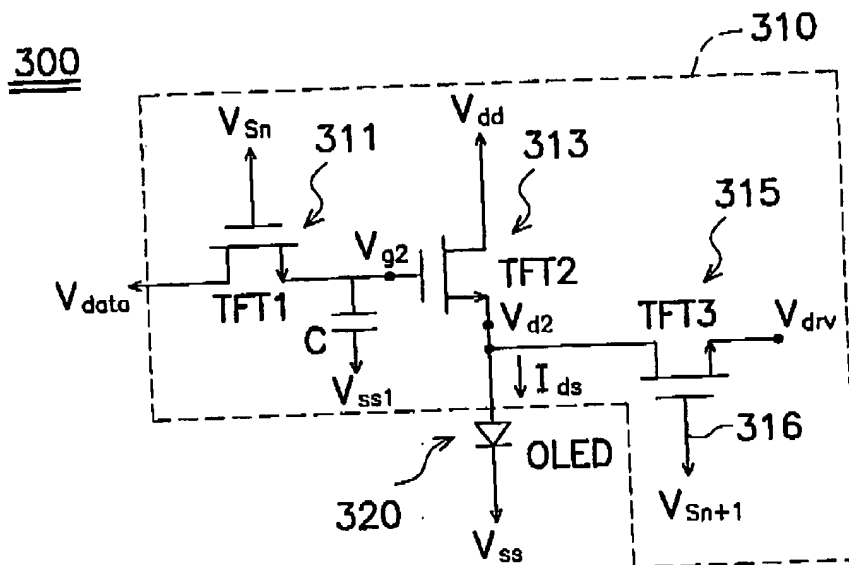 300
310
V_Sn
311
V_dd
313
315
V_g2
V_data
TFT1
TFT2
V_d2
TFT3
V_drv
C
V_ss1
I_ds
316
OLED
320
V_Sn+1
V_ss